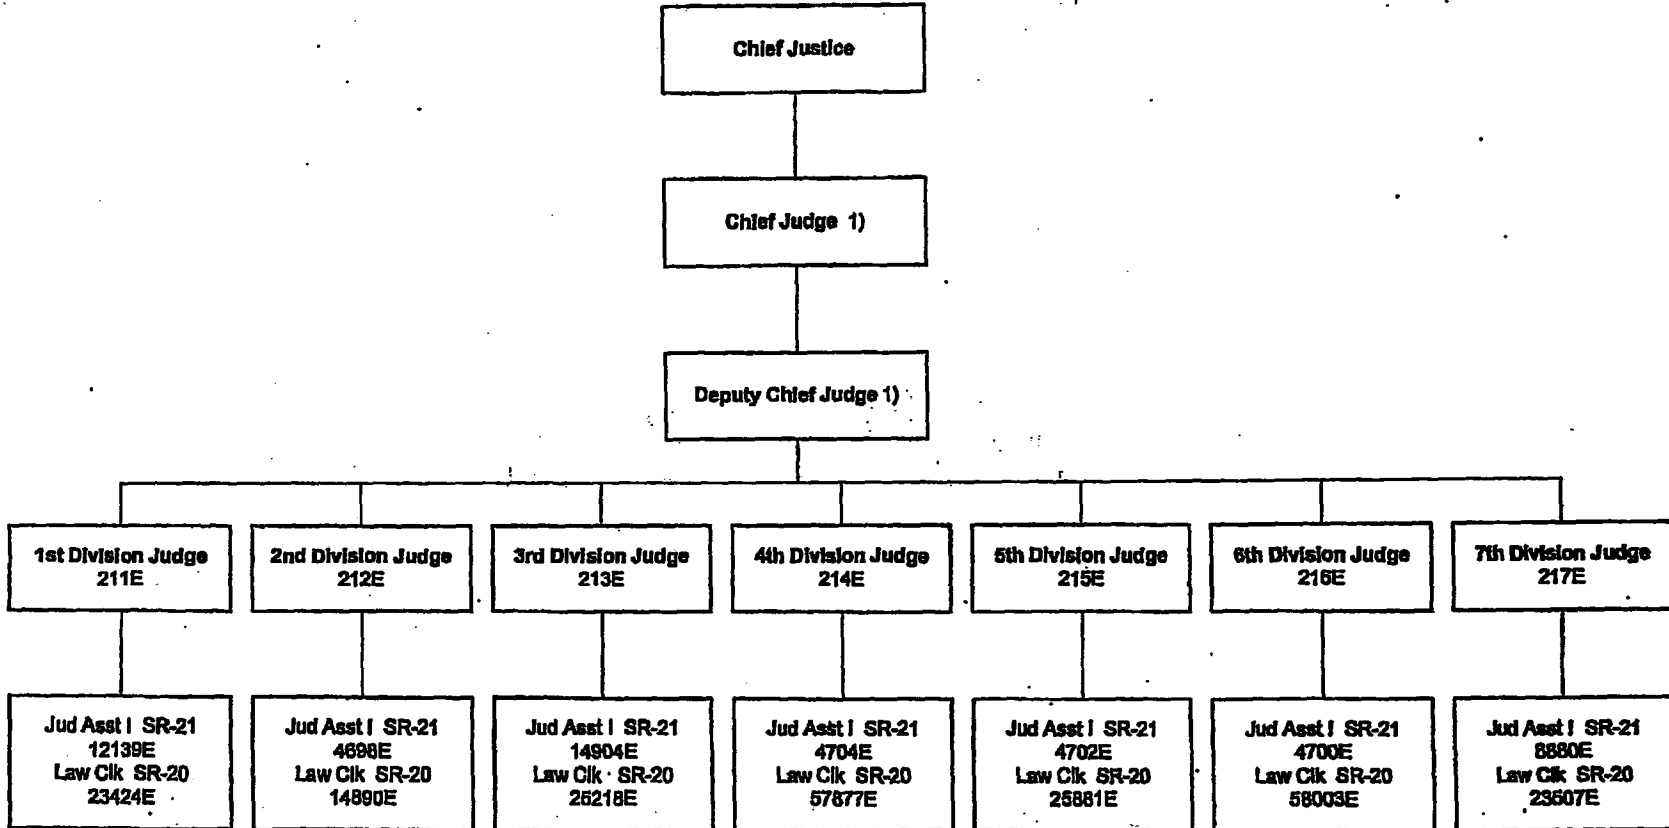 Chief Justice
Chief Judge 1)
Deputy Chief Judge 1)
1st Division Judge
211E
2nd Division Judge
212E
3rd Division Judge
213E
4th Division Judge
214E
5th Division Judge
215E
6th Division Judge
216E
7th Division Judge
217E
Jud Asst I SR-21
12139E
Law Clk SR-20
23424E
Jud Asst I SR-21
4698E
Law Clk SR-20
14890E
Jud Asst I SR-21
14904E
Law Clk SR-20
25218E
Jud Asst I SR-21
4704E
Law Clk SR-20
57877E
Jud Asst I SR-21
4702E
Law Clk SR-20
25881E
Jud Asst I SR-21
4700E
Law Clk SR-20
58003E
Jud Asst I SR-21
8880E
Law Clk SR-20
23607E